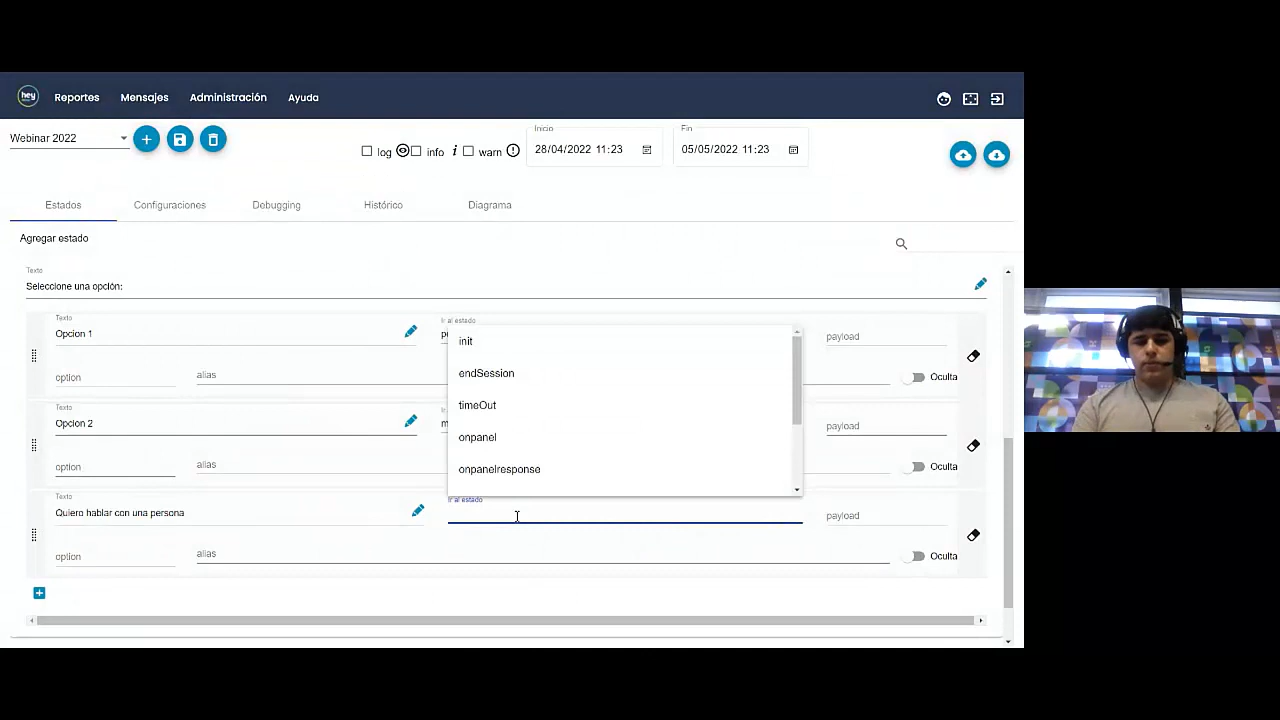 hey
Reportes
Mensajes
Administración
Ayuda
Webinar 2022
log
info
warn
Inicio
28/04/2022 11:23
Fin
05/05/2022 11:23
Estados
Configuraciones
Debugging
Histórico
Diagrama
Agregar estado
Texto
Seleccione una opción:
Texto
Opcion 1
Ir al estado
payload
option
alias
Oculta
Texto
Opcion 2
payload
option
alias
Oculta
init
endSession
timeOut
onpanel
onpanelresponse
Texto
Quiero hablar con una persona
Ir al estado
payload
option
alias
Oculta